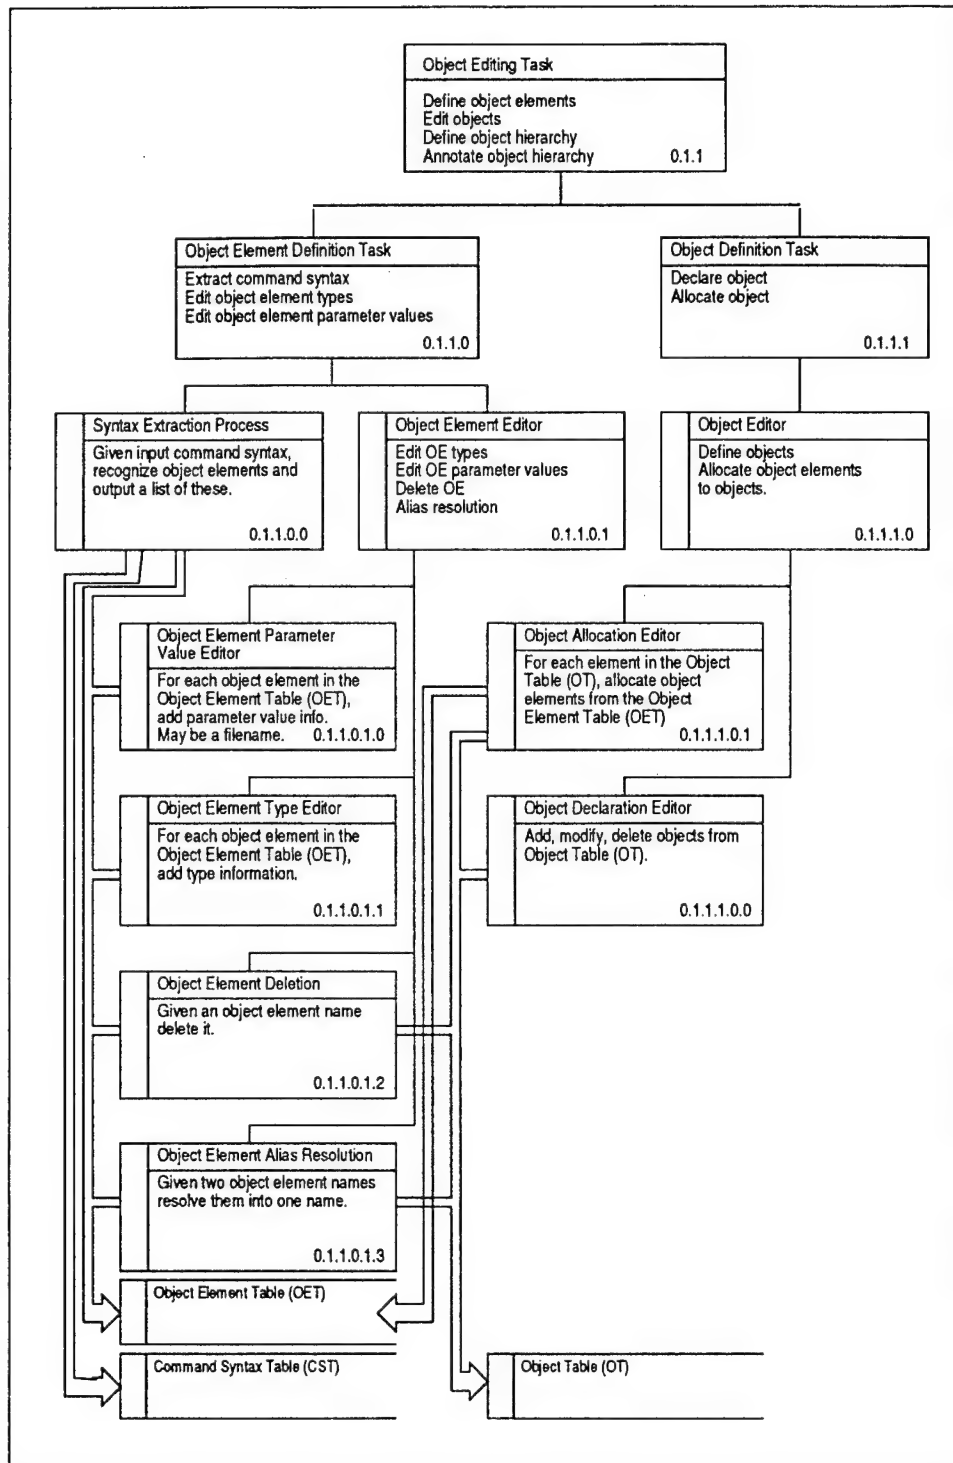 Object Editing Task
Define object elements
Edit objects
Define object hierarchy
Annotate object hierarchy 0.1.1
Object Element Definition Task
Extract command syntax
Edit object element types
Edit object element parameter values
0.1.1.0
Object Definition Task
Declare object
Allocate object
0.1.1.1
Syntax Extraction Process
Given input command syntax,
recognize object elements and
output a list of these.
0.1.1.0.0
Object Element Editor
Edit OE types
Edit OE parameter values
Delete OE
Alias resolution
0.1.1.0.1
Object Editor
Define objects
Allocate object elements
to objects.
0.1.1.1.0
Object Element Parameter
Value Editor
For each object element in the
Object Element Table (OET),
add parameter value info.
May be a filename. 0.1.1.0.1.0
Object Allocation Editor
For each element in the Object
Table (OT), allocate object
elements from the Object
Element Table (OET)
0.1.1.1.0.1
Object Element Type Editor
For each object element in the
Object Element Table (OET),
add type information.
0.1.1.0.1.1
Object Declaration Editor
Add, modify, delete objects from
Object Table (OT).
0.1.1.1.0.0
Object Element Deletion
Given an object element name
delete it.
0.1.1.0.1.2
Object Element Alias Resolution
Given two object element names
resolve them into one name.
0.1.1.0.1.3
Object Element Table (OET)
Command Syntax Table (CST)
Object Table (OT)